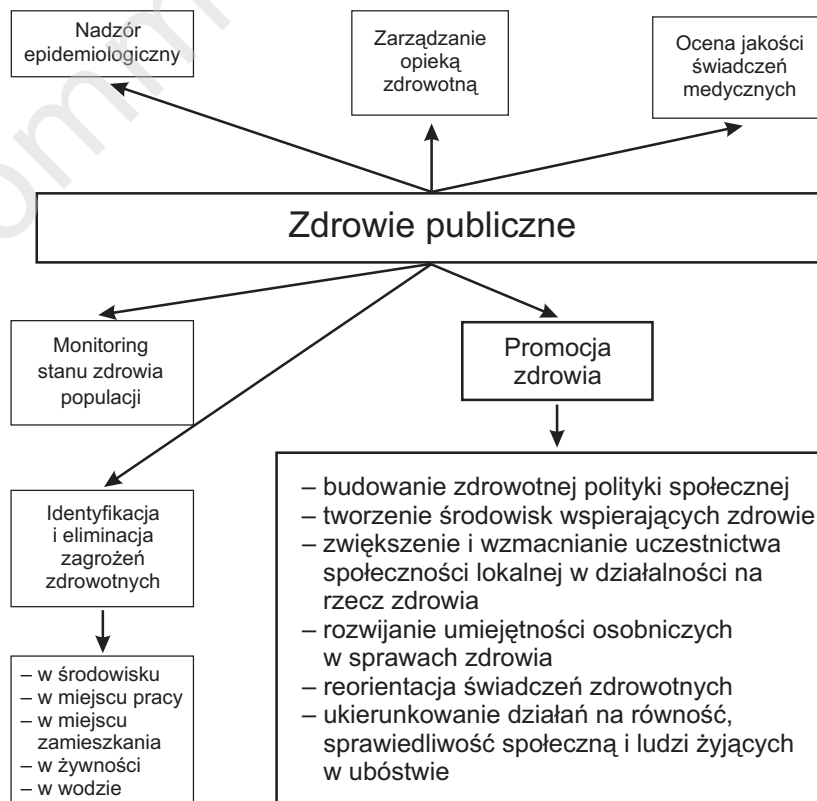 Nadzór
epidemiologiczny
Zarządzanie
opieką
zdrowotną
Ocena jakości
świadczeń
medycznych
Zdrowie publiczne
Monitoring
stanu zdrowia
populacji
Promocja
zdrowia
Identyfikacja
i eliminacja
zagrożeń
zdrowotnych
– w środowisku
– w miejscu pracy
– w miejscu
zamieszkania
– w żywności
– w wodzie
– budowanie zdrowotnej polityki społecznej
– tworzenie środowisk wspierających zdrowie
– zwiększenie i wzmacnianie uczestnictwa
społeczności lokalnej w działalności na
rzecz zdrowia
– rozwijanie umiejętności osobniczych
w sprawach zdrowia
– reorientacja świadczeń zdrowotnych
– ukierunkowanie działań na równość,
sprawiedliwość społeczną i ludzi żyjących
w ubóstwie